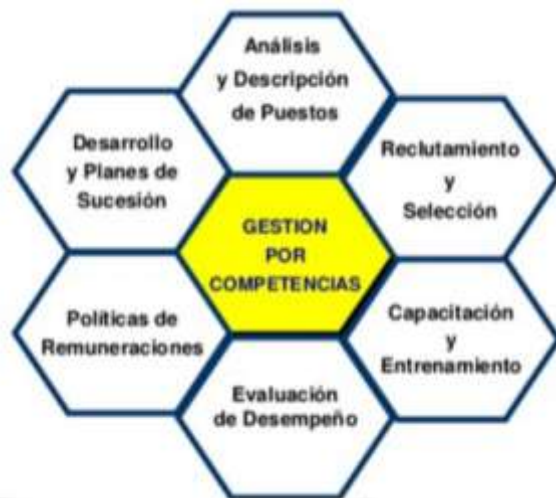 Análisis
y Descripción
de Puestos
Reclutamiento
y
Selección
Capacitación
y
Entrenamiento
Evaluación
de Desempeño
Políticas de
Remuneraciones
Desarrollo
y Planes de
Sucesión
GESTION
POR
COMPETENCIAS